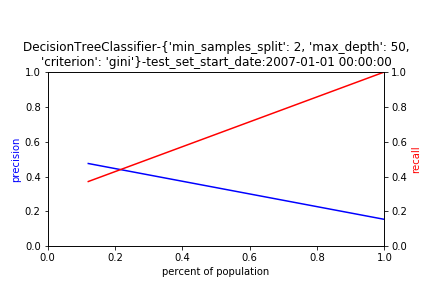 DecisionTreeClassifier-{'min_samples_split': 2, 'max_depth': 50,
'criterion': 'gini'}-test_set_start_date:2007-01-01 00:00:00
1.0
0.8
0.6
0.4
0.2
0.0
precision
1.0
0.8
0.6
0.4
0.2
0.0
recall
0.0 0.2 0.4 0.6 0.8 1.0
percent of population